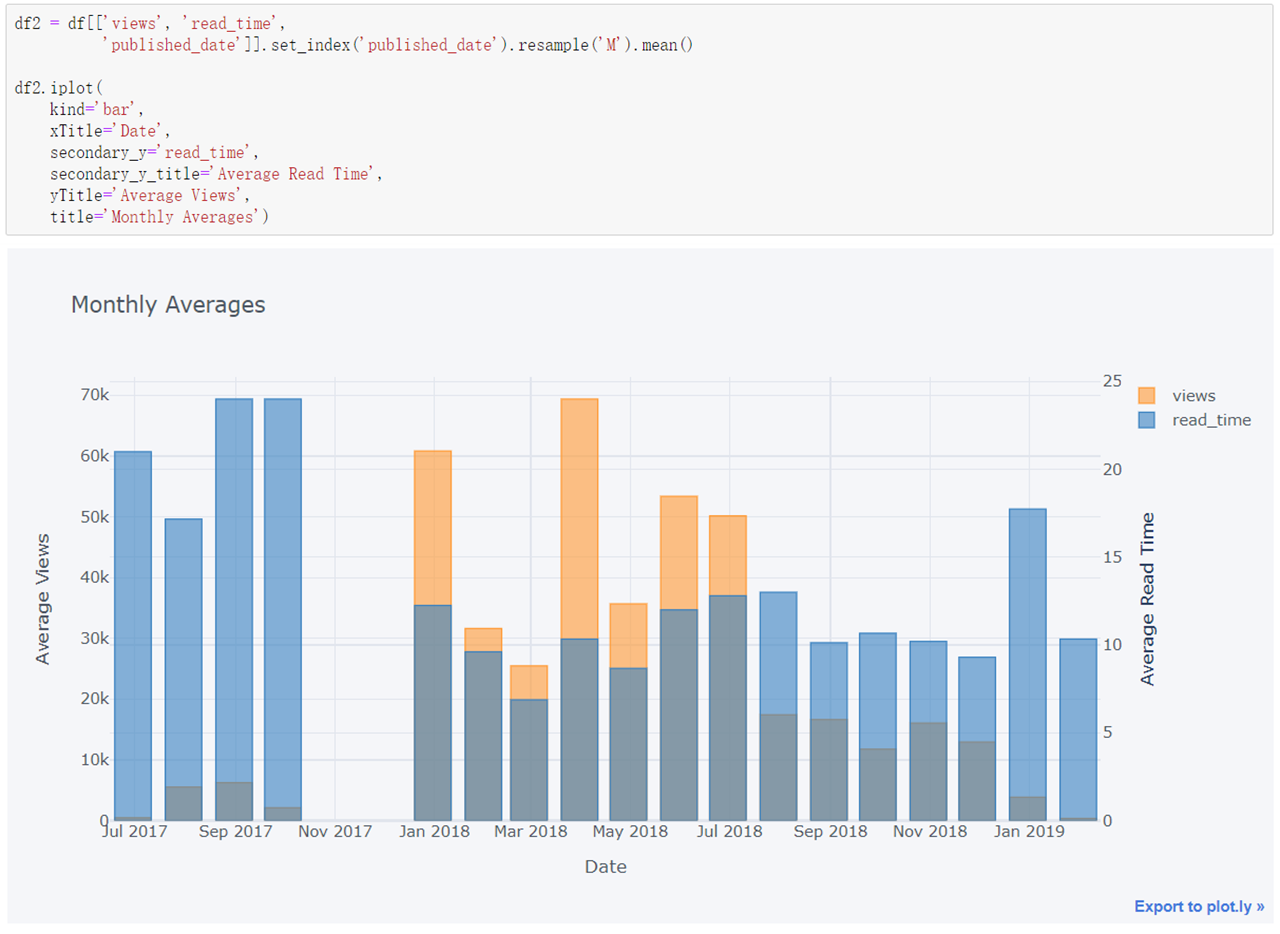 df2 = df[['views', 'read_time',
'published_date']].set_index('published_date').resample('M').mean()
df2.iplot(
kind='bar',
xTitle='Date',
secondary_y='read_time',
secondary_y_title='Average Read Time',
yTitle='Average Views',
title='Monthly Averages')
Monthly Averages
70k
60k
50k
40k
30k
20k
10k
0
Average Views
25
20
15
10
5
0
Average Read Time
views
read_time
Jul 2017 Sep 2017 Nov 2017 Jan 2018 Mar 2018 May 2018 Jul 2018 Sep 2018 Nov 2018 Jan 2019
Date
Export to plot.ly »